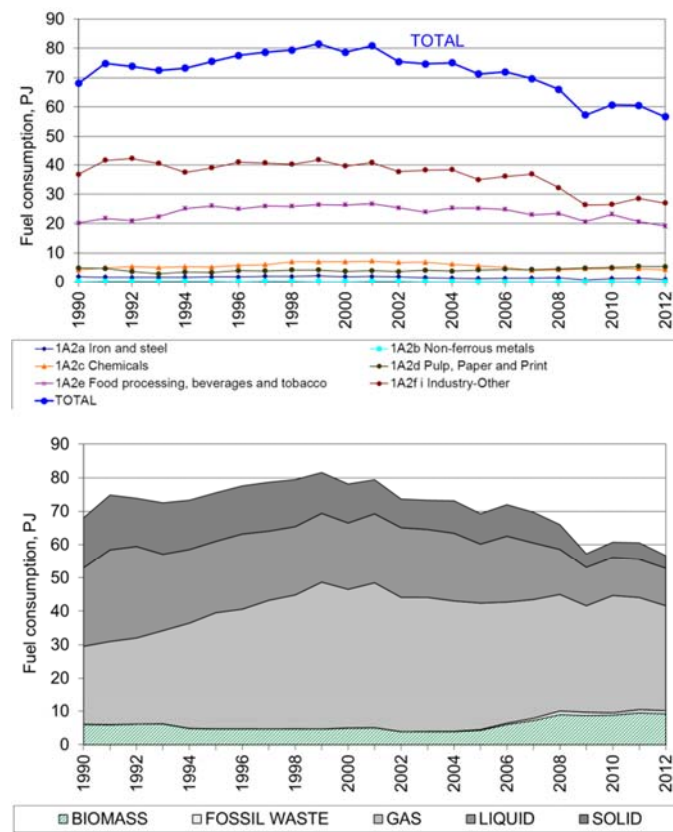 90
80
70
60
50
40
30
20
10
0
Fuel consumption, PJ
TOTAL
1990
1992
1994
1996
1998
2000
2002
2004
2006
2008
2010
2012
1A2a Iron and steel
1A2b Non-ferrous metals
1A2c Chemicals
1A2d Pulp, Paper and Print
1A2e Food processing, beverages and tobacco
1A2f i Industry-Other
TOTAL
90
80
70
60
50
40
30
20
10
0
Fuel consumption, PJ
1990
1992
1994
1996
1998
2000
2002
2004
2006
2008
2010
2012
BIOMASS
FOSSIL WASTE
GAS
LIQUID
SOLID